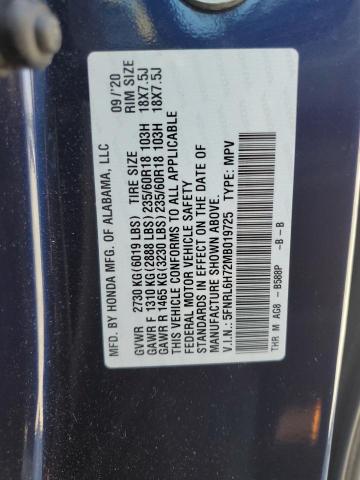 MFD. BY HONDA MFG. OF ALABAMA, LLC 09/'20
GVWR 2730 KG(6019 LBS) TIRE SIZE RIM SIZE
GAWR F 1310 KG(2888 LBS) 235/60R18 103H 18X7.5J
GAWR R 1465 KG(3230 LBS) 235/60R18 103H 18X7.5J
THIS VEHICLE CONFORMS TO ALL APPLICABLE
FEDERAL MOTOR VEHICLE SAFETY
STANDARDS IN EFFECT ON THE DATE OF
MANUFACTURE SHOWN ABOVE.
V.I.N.: 5FNRL6H72MB019725 TYPE: MPV
THR M AG8 - B588P -B -B